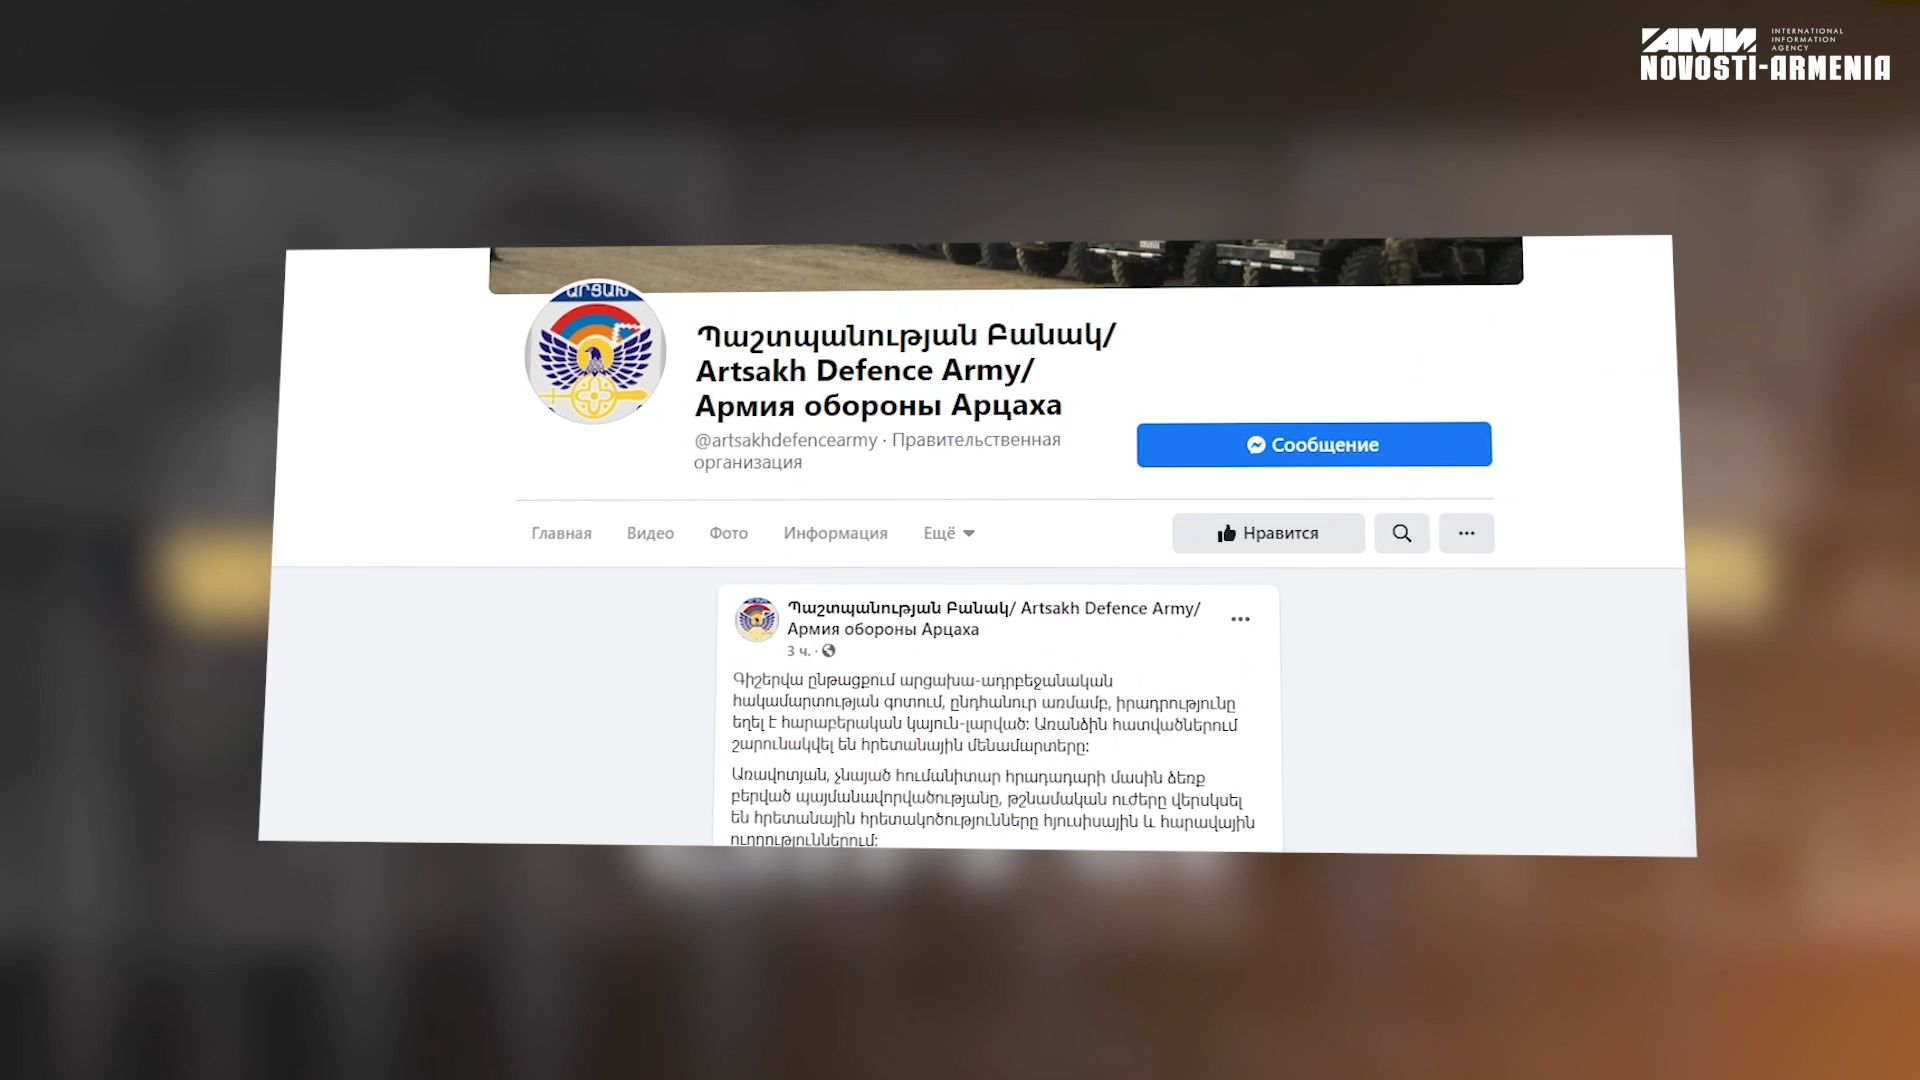 АМИ
INTERNATIONAL
INFORMATION
AGENCY
NOVOSTI-ARMENIA
ԱՐՑԱԽ
Պաշտպանության Բանակ/
Artsakh Defence Army/
Армия обороны Арцаха
@artsakhdefencearmy · Правительственная
организация
Сообщение
Главная
Видео
Фото
Информация
Ещё
Нравится
Պաշտպանության Բանակ/ Artsakh Defence Army/
Армия обороны Арцаха
3 ч. ·
Գիշերվա ընթացքում արցախա-ադրբեջանական
հակամարտության գոտում, ընդհանուր առմամբ, իրադրությունը
եղել է հարաբերական կայուն-լարված: Առանձին հատվածներում
շարունակվել են հրետանային մենամարտերը:
Առավոտյան, չնայած հումանիտար հրադադարի մասին ձեռք
բերված պայմանավորվածությանը, թշնամական ուժերը վերսկսել
են հրետանային հրետակոծությունները հյուսիսային և հարավային
ուղղություններում: